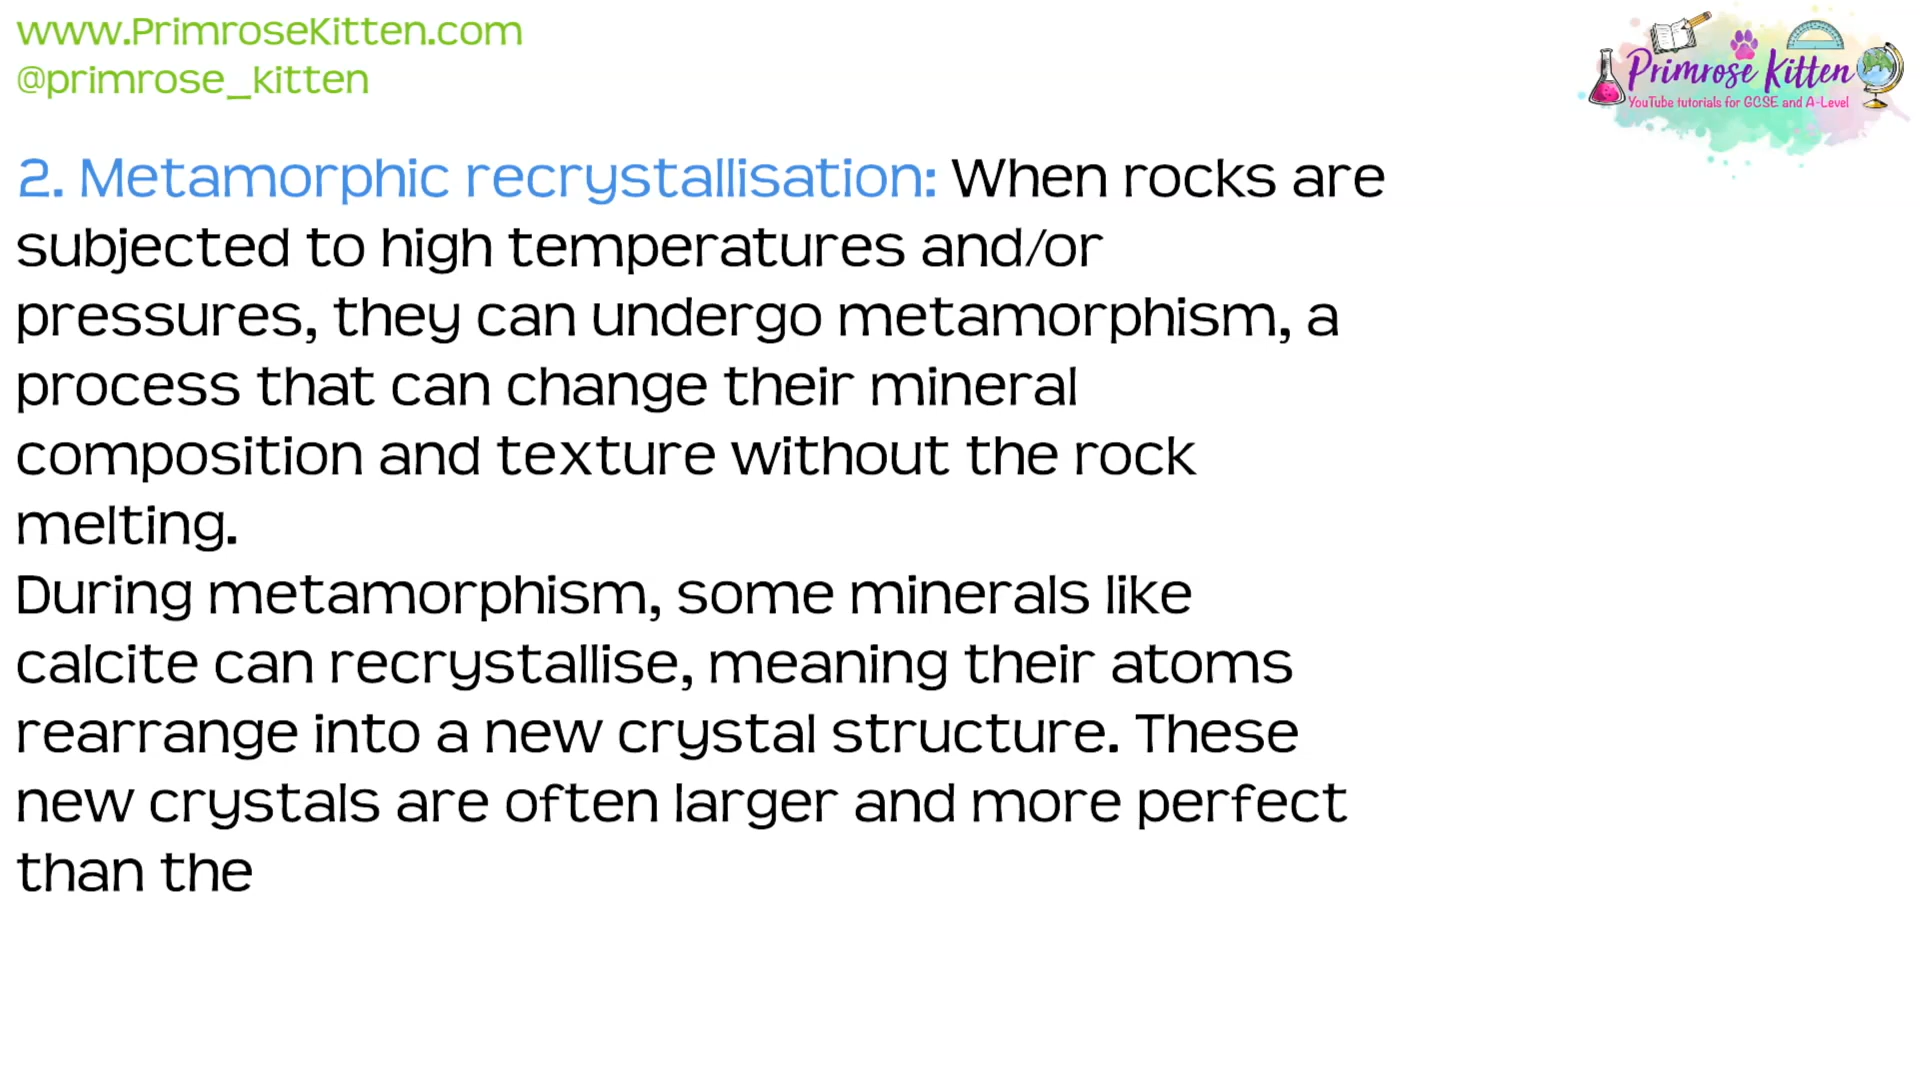 www.PrimroseKitten.com
@primrose_kitten
Primrose Kitten
YouTube tutorials for GCSE and A-Level
2. Metamorphic recrystallisation: When rocks are
subjected to high temperatures and/or
pressures, they can undergo metamorphism, a
process that can change their mineral
composition and texture without the rock
melting.
During metamorphism, some minerals like
calcite can recrystallise, meaning their atoms
rearrange into a new crystal structure. These
new crystals are often larger and more perfect
than the